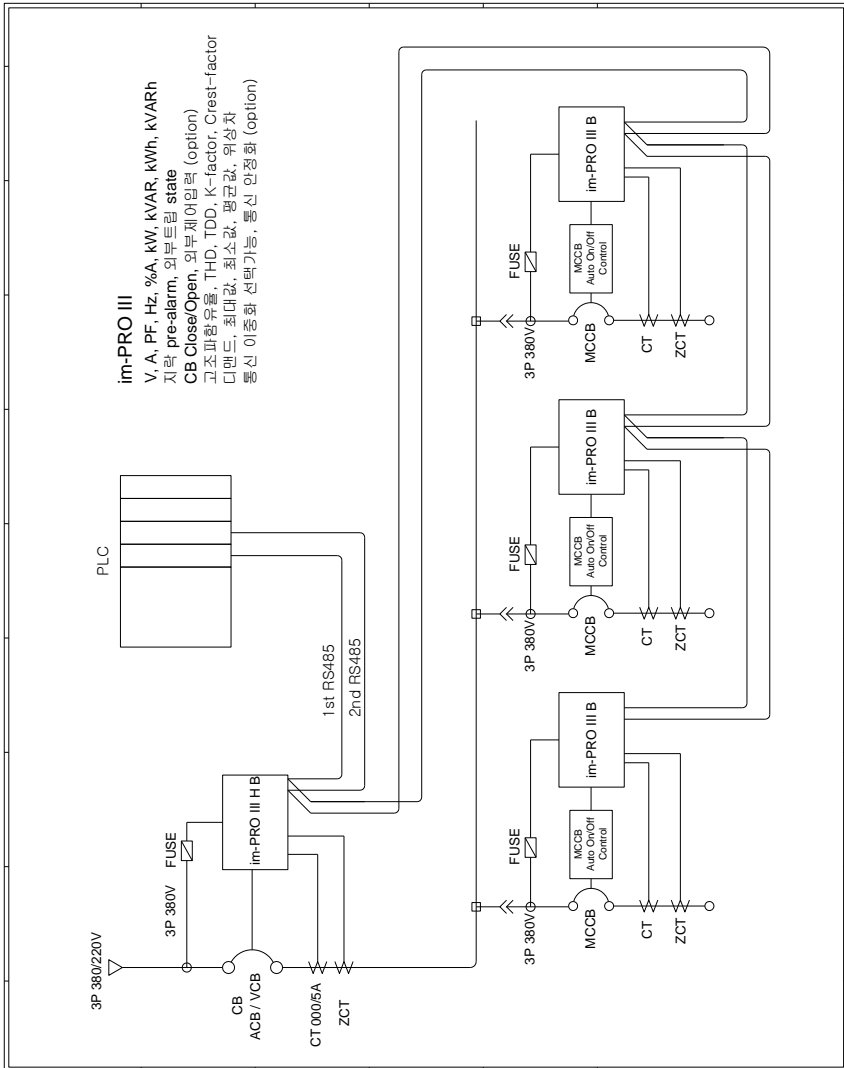 im-PRO III
V, A, PF, Hz, %A, kW, kVAR, kWh, kVARh
지락 pre-alarm, 외부트립 state
CB Close/Open, 외부제어입력 (option)
고조파함유율, THD, TDD, K-factor, Crest-factor
디맨드, 최대값, 최소값, 평균값, 위상차
통신 이중화 선택가능, 통신 안정화 (option)
PLC
1st RS485
2nd RS485
3P 380/220V
3P 380V
FUSE
im-PRO III H B
CB
ACB / VCB
CT 000/5A
ZCT
3P 380V
FUSE
im-PRO III B
MCCB
Auto On/Off
Control
MCCB
CT
ZCT
3P 380V
FUSE
im-PRO III B
MCCB
Auto On/Off
Control
MCCB
CT
ZCT
3P 380V
FUSE
im-PRO III B
MCCB
Auto On/Off
Control
MCCB
CT
ZCT